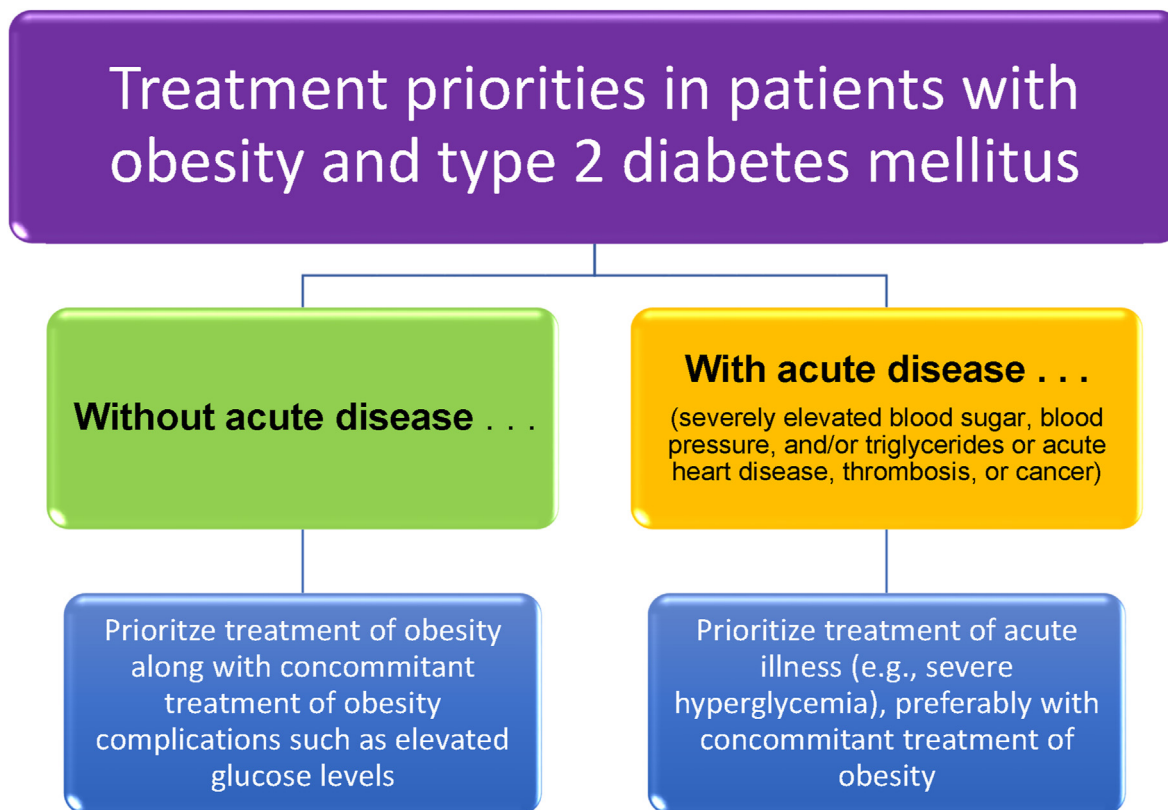 Treatment priorities in patients with
obesity and type 2 diabetes mellitus
Without acute disease . . .
With acute disease . . .
(severely elevated blood sugar, blood
pressure, and/or triglycerides or acute
heart disease, thrombosis, or cancer)
Prioritze treatment of obesity
along with concommitant
treatment of obesity
complications such as elevated
glucose levels
Prioritize treatment of acute
illness (e.g., severe
hyperglycemia), preferably with
concommitant treatment of
obesity